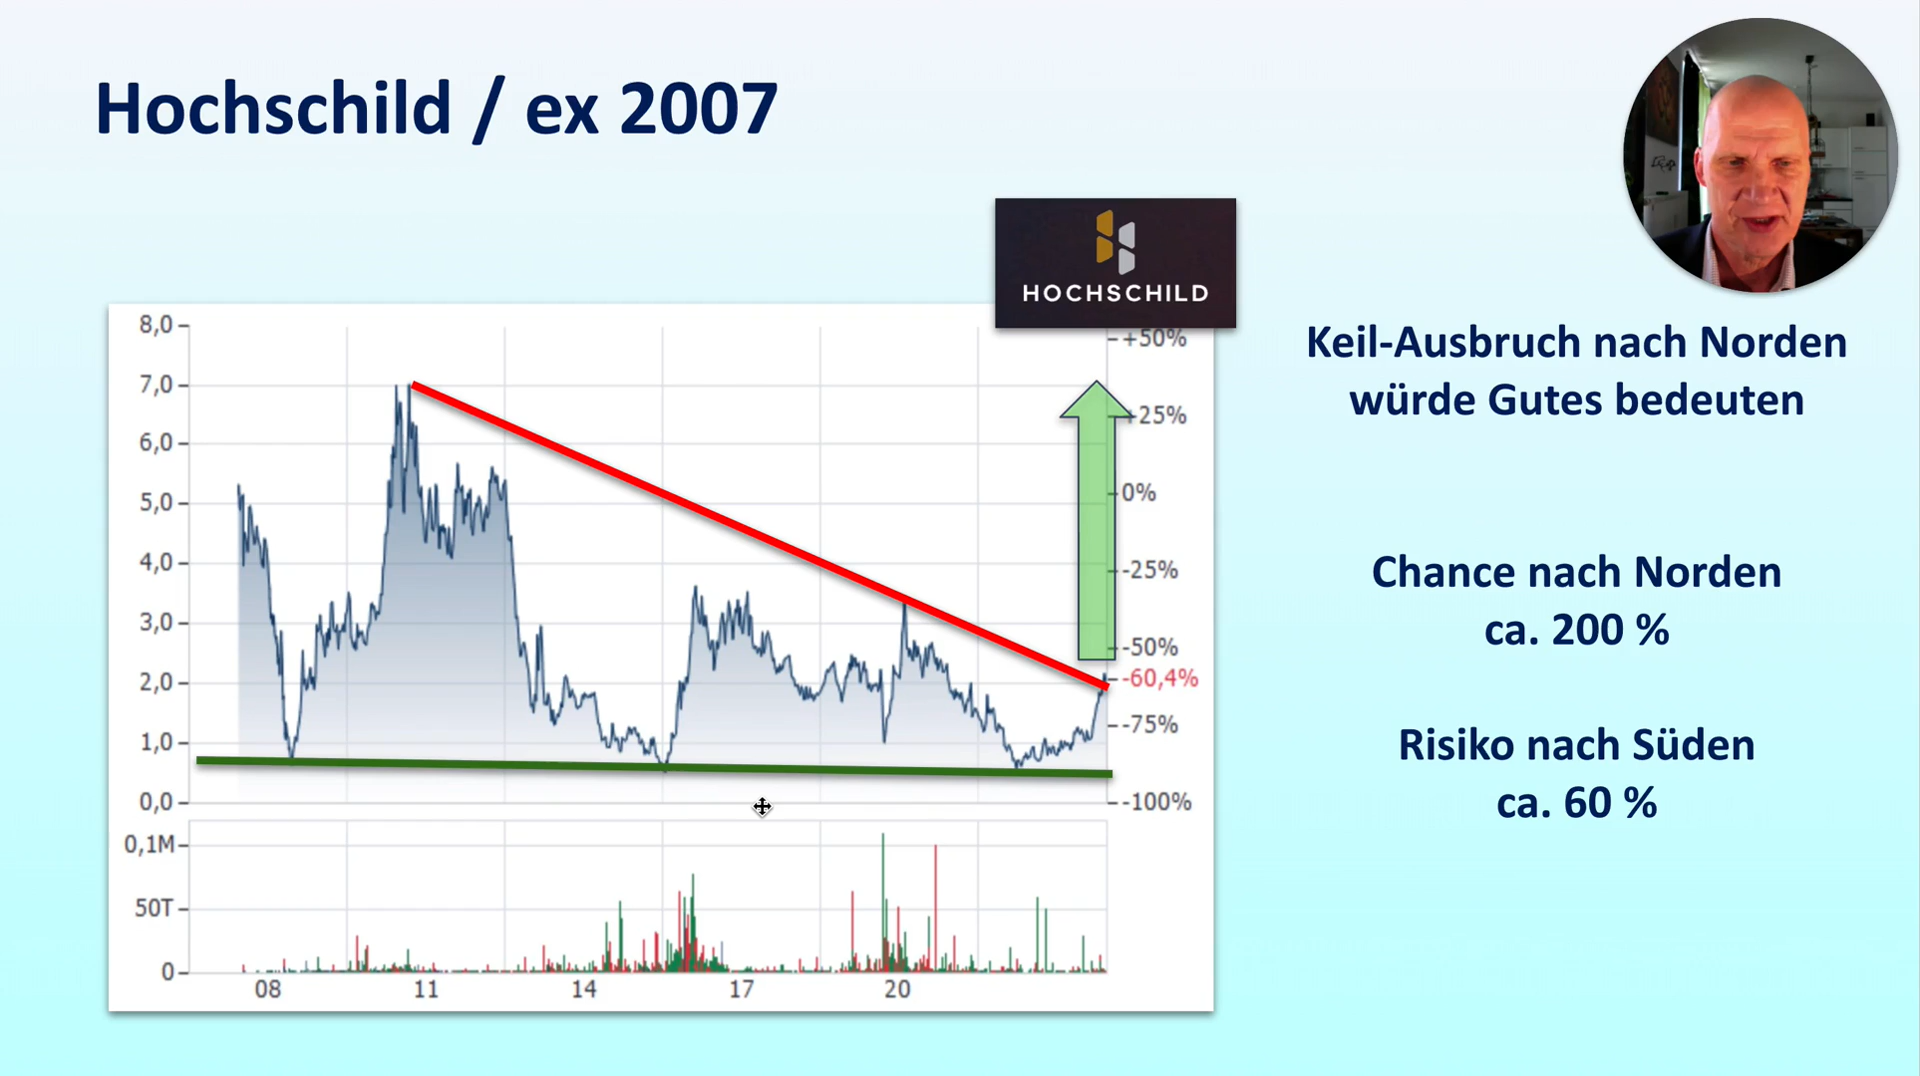 Hochschild / ex 2007
HOCHSCHILD
Keil-Ausbruch nach Norden
würde Gutes bedeuten
Chance nach Norden
ca. 200 %
Risiko nach Süden
ca. 60 %
8,0
7,0
6,0
5,0
4,0
3,0
2,0
1,0
0,0
+50%
25%
0%
-25%
-50%
-60,4%
-75%
-100%
0,1M
50T
0
08 11 14 17 20